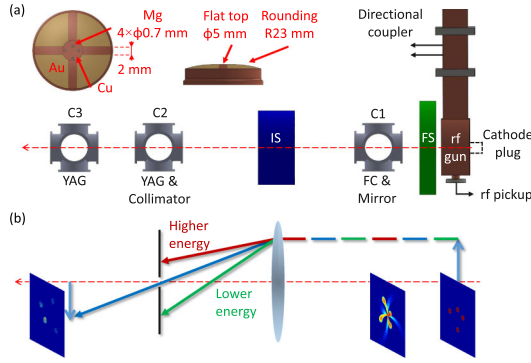 (a)
Mg
4×ϕ0.7 mm
Au
2 mm
Cu
Flat top
ϕ5 mm
Rounding
R23 mm
Directional
coupler
C3
C2
IS
C1
FS
rf
gun
Cathode
plug
YAG
YAG &
Collimator
FC &
Mirror
rf pickup
(b)
Higher
energy
Lower
energy